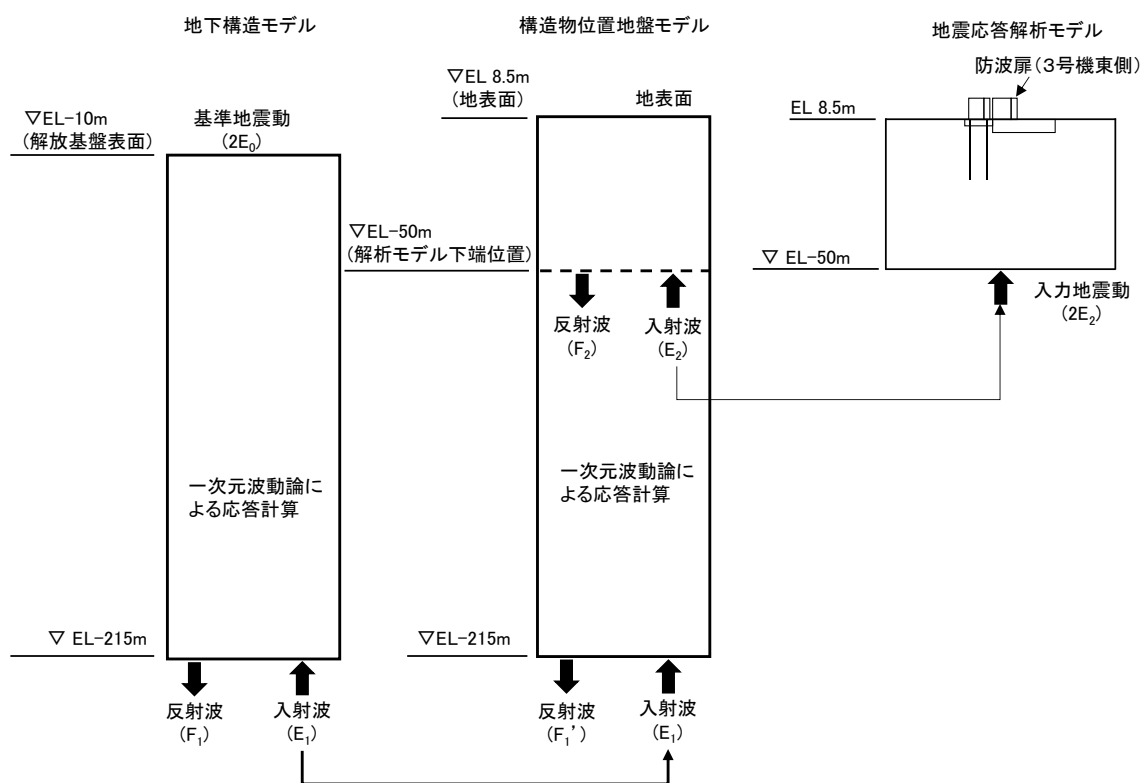 地下構造モデル
▽EL-10m
(解放基盤表面)
基準地震動
(2E₀)
一次元波動論に
よる応答計算
▽ EL-215m
反射波
(F₁)
入射波
(E₁)
構造物位置地盤モデル
▽EL 8.5m
(地表面)
地表面
▽EL-50m
(解析モデル下端位置)
反射波
(F₂)
入射波
(E₂)
一次元波動論に
よる応答計算
▽EL-215m
反射波
(F₁')
入射波
(E₁)
地震応答解析モデル
防波扉(3号機東側)
EL 8.5m
▽ EL-50m
入力地震動
(2E₂)